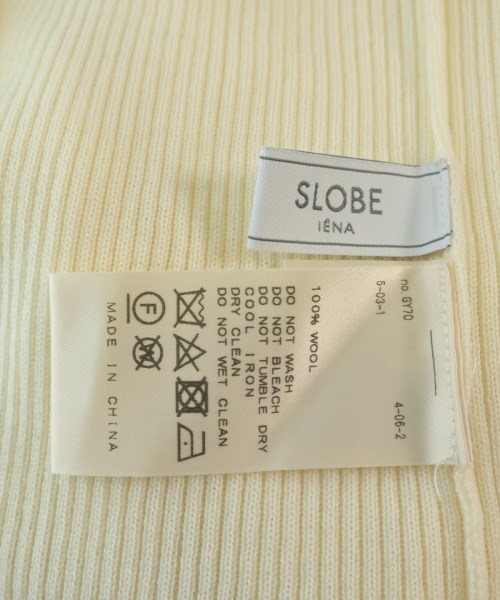 SLOBE
IÉNA
no GY70
5-03-1
4-06-2
100% WOOL
DO NOT WASH
DO NOT BLEACH
DO NOT TUMBLE DRY
COOL IRON
DRY CLEAN
DO NOT WET CLEAN
F
W
MADE IN CHINA